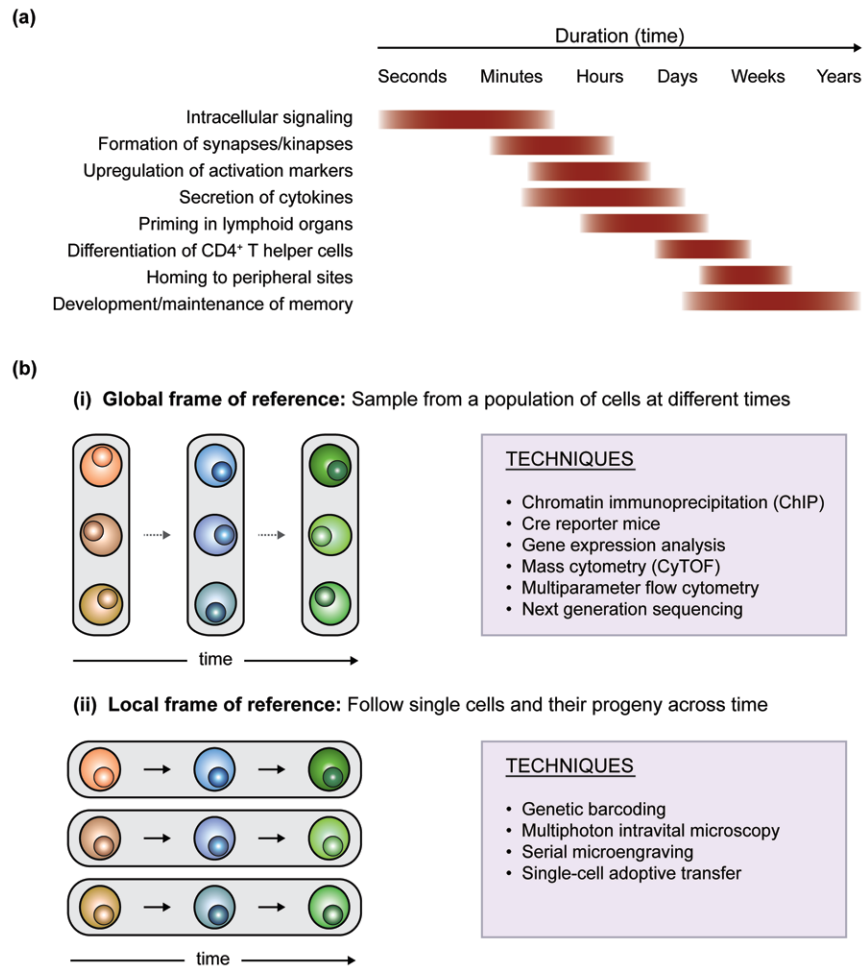 (a)
Duration (time)
Seconds Minutes Hours Days Weeks Years
Intracellular signaling
Formation of synapses/kinapses
Upregulation of activation markers
Secretion of cytokines
Priming in lymphoid organs
Differentiation of CD4⁺ T helper cells
Homing to peripheral sites
Development/maintenance of memory
(b)
(i) Global frame of reference: Sample from a population of cells at different times
time
TECHNIQUES
• Chromatin immunoprecipitation (ChIP)
• Cre reporter mice
• Gene expression analysis
• Mass cytometry (CyTOF)
• Multiparameter flow cytometry
• Next generation sequencing
(ii) Local frame of reference: Follow single cells and their progeny across time
time
TECHNIQUES
• Genetic barcoding
• Multiphoton intravital microscopy
• Serial microengraving
• Single-cell adoptive transfer